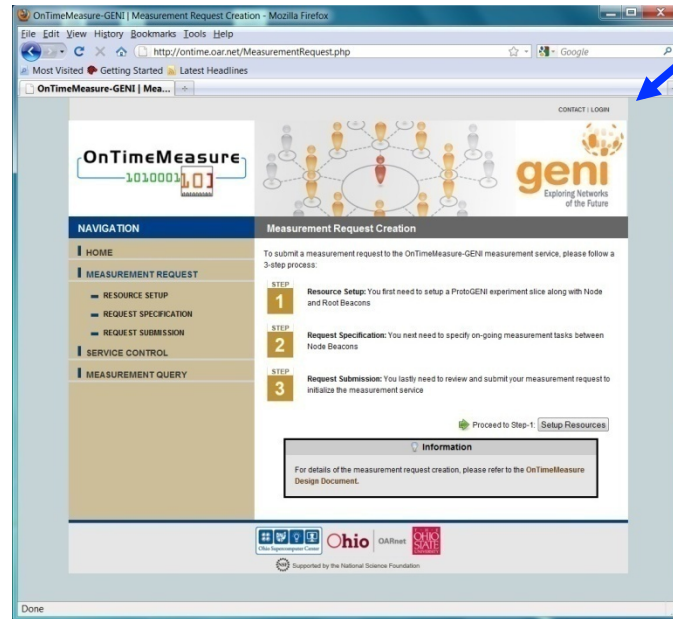 OnTimeMeasure-GENI | Measurement Request Creation - Mozilla Firefox
File Edit View History Bookmarks Tools Help
http://ontime.oar.net/MeasurementRequest.php
Google
Most Visited Getting Started Latest Headlines
OnTimeMeasure-GENI | Mea...
CONTACT | LOGIN
OnTimeMeasure
1010001101
geni
Exploring Networks
of the Future
NAVIGATION
Measurement Request Creation
HOME
MEASUREMENT REQUEST
RESOURCE SETUP
REQUEST SPECIFICATION
REQUEST SUBMISSION
SERVICE CONTROL
MEASUREMENT QUERY
To submit a measurement request to the OnTimeMeasure-GENI measurement service, please follow a
3-step process:
STEP
1
Resource Setup: You first need to setup a ProtoGENI experiment slice along with Node
and Root Beacons
STEP
2
Request Specification: You next need to specify on-going measurement tasks between
Node Beacons
STEP
3
Request Submission: You lastly need to review and submit your measurement request to
initialize the measurement service
Proceed to Step-1: Setup Resources
Information
For details of the measurement request creation, please refer to the OnTimeMeasure
Design Document.
Ohio Supercomputer Center
Ohio
OARnet
OHIO
STATE
Supported by the National Science Foundation
Done